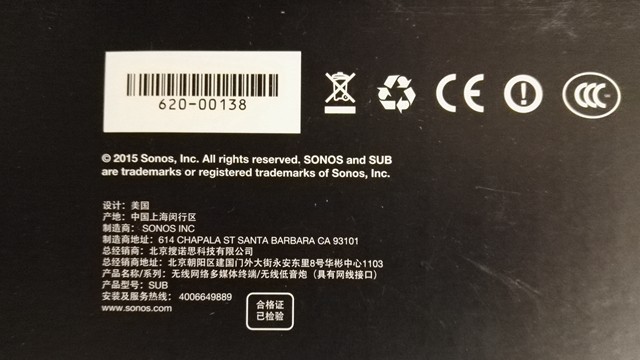 620-00138
CE
CCC
© 2015 Sonos, Inc. All rights reserved. SONOS and SUB
are trademarks or registered trademarks of Sonos, Inc.
设计：美国
产地：中国上海闵行区
制造商： SONOS INC
制造商地址：614 CHAPALA ST SANTA BARBARA CA 93101
总经销商：北京搜诺思科技有限公司
总经销商地址：北京朝阳区建国门外大街永安东里8号华彬中心1103
产品名称/系列：无线网络多媒体终端/无线低音炮（具有网线接口）
产品型号：SUB
安装及服务热线： 4006649889
www.sonos.com
合格证
已检验